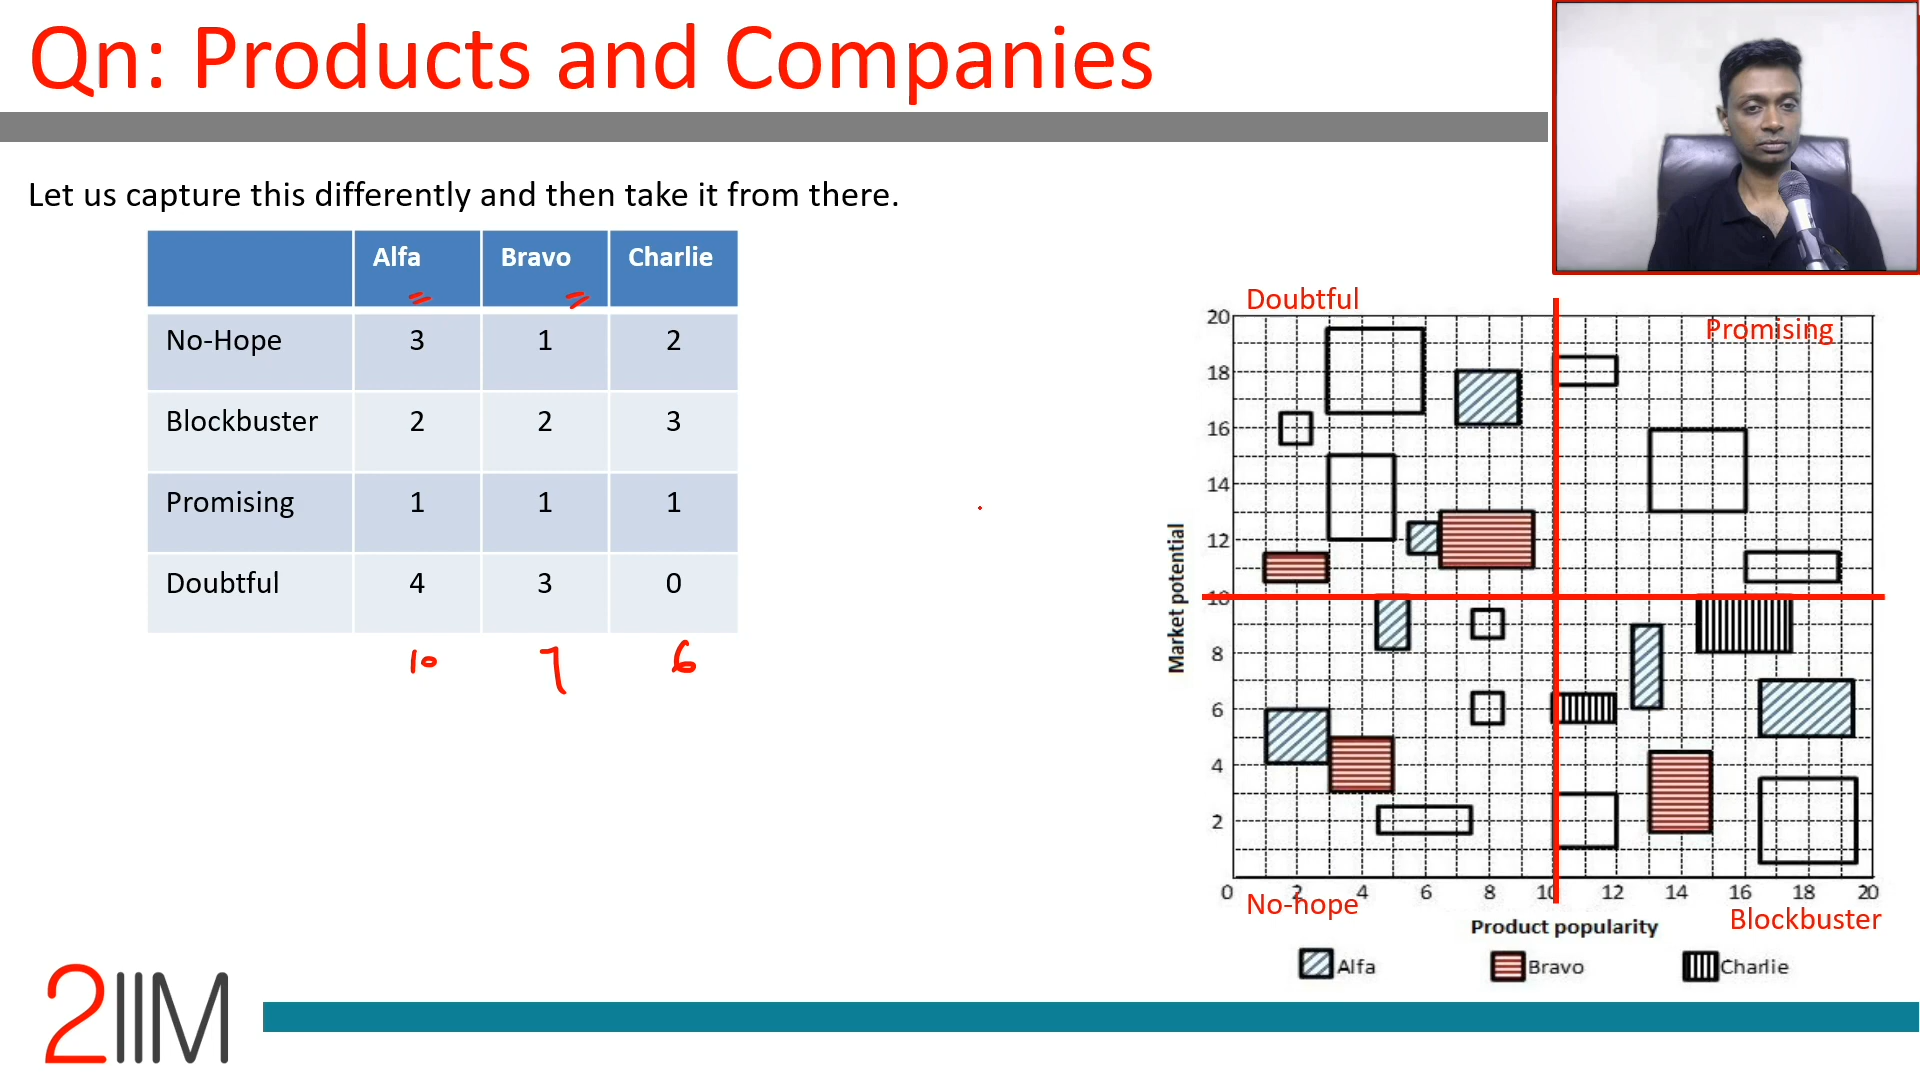 Qn: Products and Companies
Let us capture this differently and then take it from there.
Alfa Bravo Charlie
No-Hope 3 1 2
Blockbuster 2 2 3
Promising 1 1 1
Doubtful 4 3 0
10 7 6
Doubtful
Promising
20
18
16
14
12
10
8
6
4
2
Market potential
0 2 4 6 8 10 12 14 16 18 20
No-hope
Blockbuster
Product popularity
Alfa Bravo Charlie
2IIM